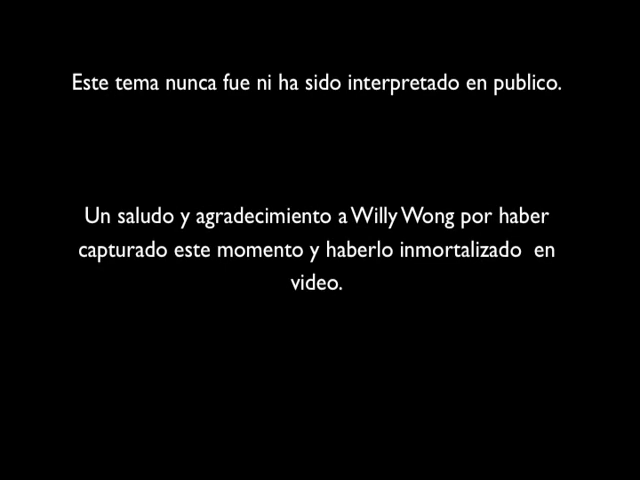 Este tema nunca fue ni ha sido interpretado en publico.
Un saludo y agradecimiento a Willy Wong por haber
capturado este momento y haberlo inmortalizado  en
video.